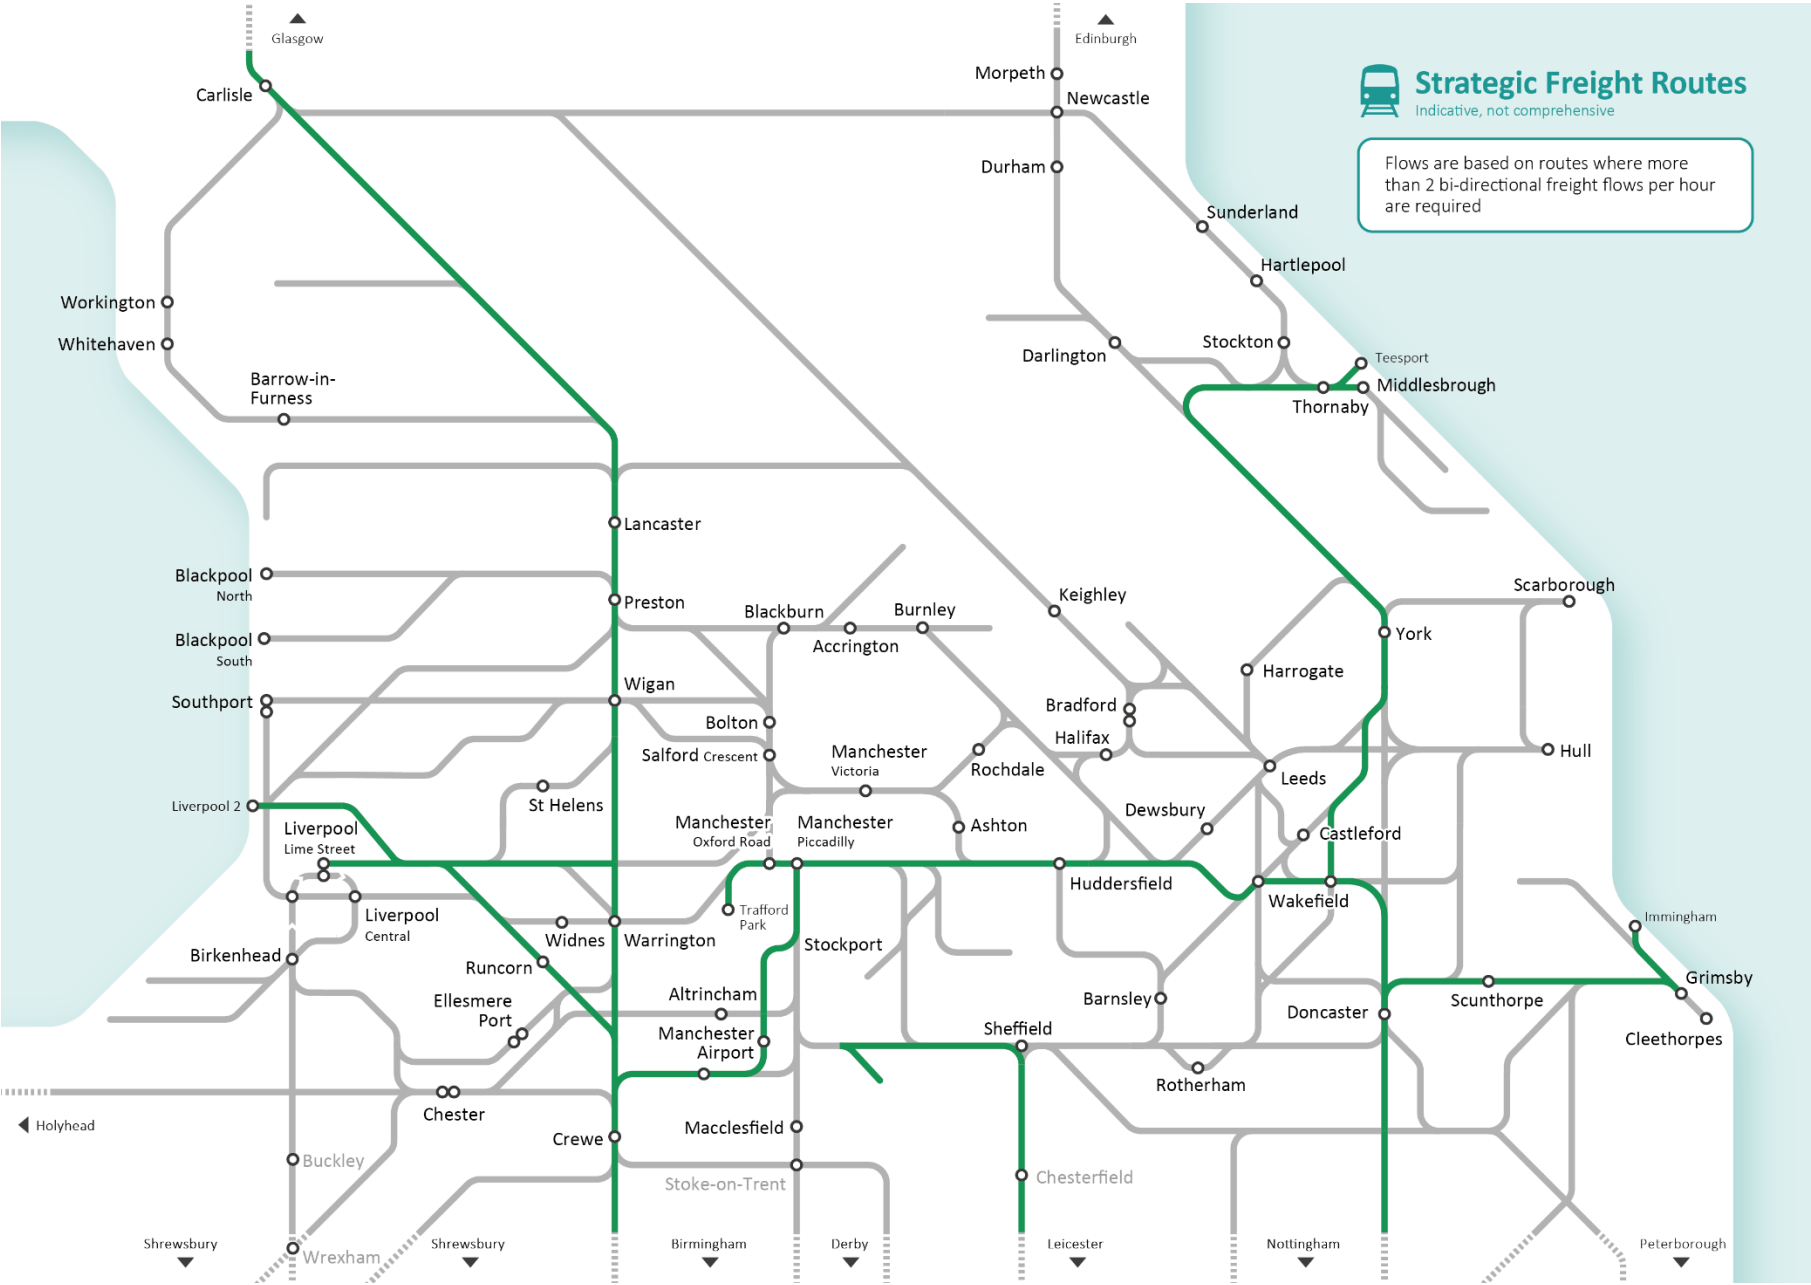 Glasgow
Edinburgh
Strategic Freight Routes
Indicative, not comprehensive
Flows are based on routes where more
than 2 bi-directional freight flows per hour
are required
Morpeth
Carlisle
Newcastle
Durham
Sunderland
Hartlepool
Workington
Whitehaven
Stockton
Darlington
Teesport
Middlesbrough
Thornaby
Barrow-in-
Furness
Lancaster
Blackpool
North
Preston
Blackburn
Burnley
Accrington
Keighley
Scarborough
York
Blackpool
South
Harrogate
Southport
Wigan
Bolton
Bradford
Halifax
Salford Crescent
Manchester
Victoria
Rochdale
Leeds
Hull
Liverpool 2
St Helens
Liverpool
Lime Street
Manchester
Oxford Road
Manchester
Piccadilly
Ashton
Dewsbury
Castleford
Huddersfield
Wakefield
Trafford
Park
Liverpool
Central
Widnes
Warrington
Stockport
Immingham
Birkenhead
Runcorn
Grimsby
Ellesmere
Port
Altrincham
Barnsley
Scunthorpe
Doncaster
Manchester
Airport
Sheffield
Cleethorpes
Rotherham
Chester
Holyhead
Crewe
Macclesfield
Buckley
Stoke-on-Trent
Chesterfield
Wrexham
Shrewsbury
Shrewsbury
Birmingham
Derby
Leicester
Nottingham
Peterborough